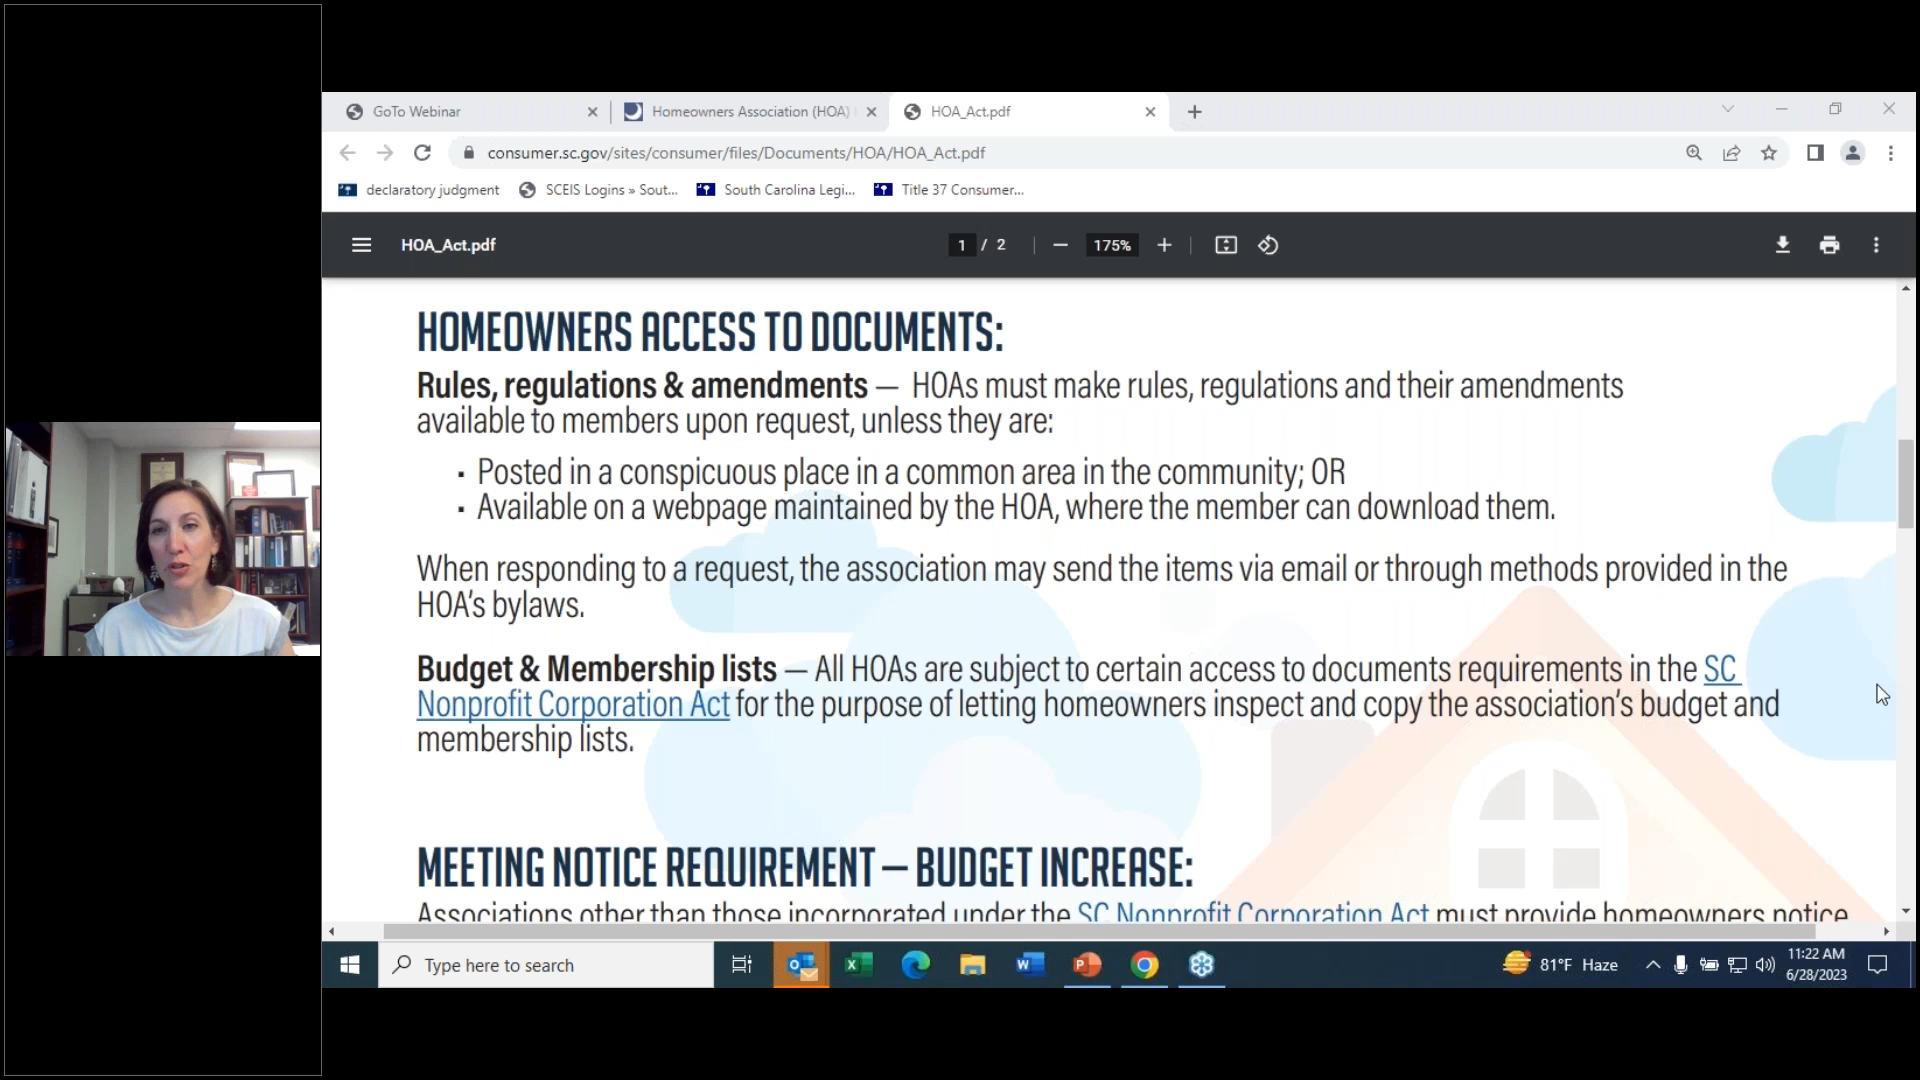 GoTo Webinar
Homeowners Association (HOA)
HOA_Act.pdf
consumer.sc.gov/sites/consumer/files/Documents/HOA/HOA_Act.pdf
declaratory judgment
SCEIS Logins » Sout...
South Carolina Legi...
Title 37 Consumer...
HOA_Act.pdf
1 / 2
175%
HOMEOWNERS ACCESS TO DOCUMENTS:
Rules, regulations & amendments — HOAs must make rules, regulations and their amendments
available to members upon request, unless they are:
▪ Posted in a conspicuous place in a common area in the community; OR
▪ Available on a webpage maintained by the HOA, where the member can download them.
When responding to a request, the association may send the items via email or through methods provided in the
HOA's bylaws.
Budget & Membership lists — All HOAs are subject to certain access to documents requirements in the SC
Nonprofit Corporation Act for the purpose of letting homeowners inspect and copy the association's budget and
membership lists.
MEETING NOTICE REQUIREMENT — BUDGET INCREASE:
Associations other than those incorporated under the SC Nonprofit Corporation Act must provide homeowners notice
Type here to search
81°F Haze
11:22 AM
6/28/2023